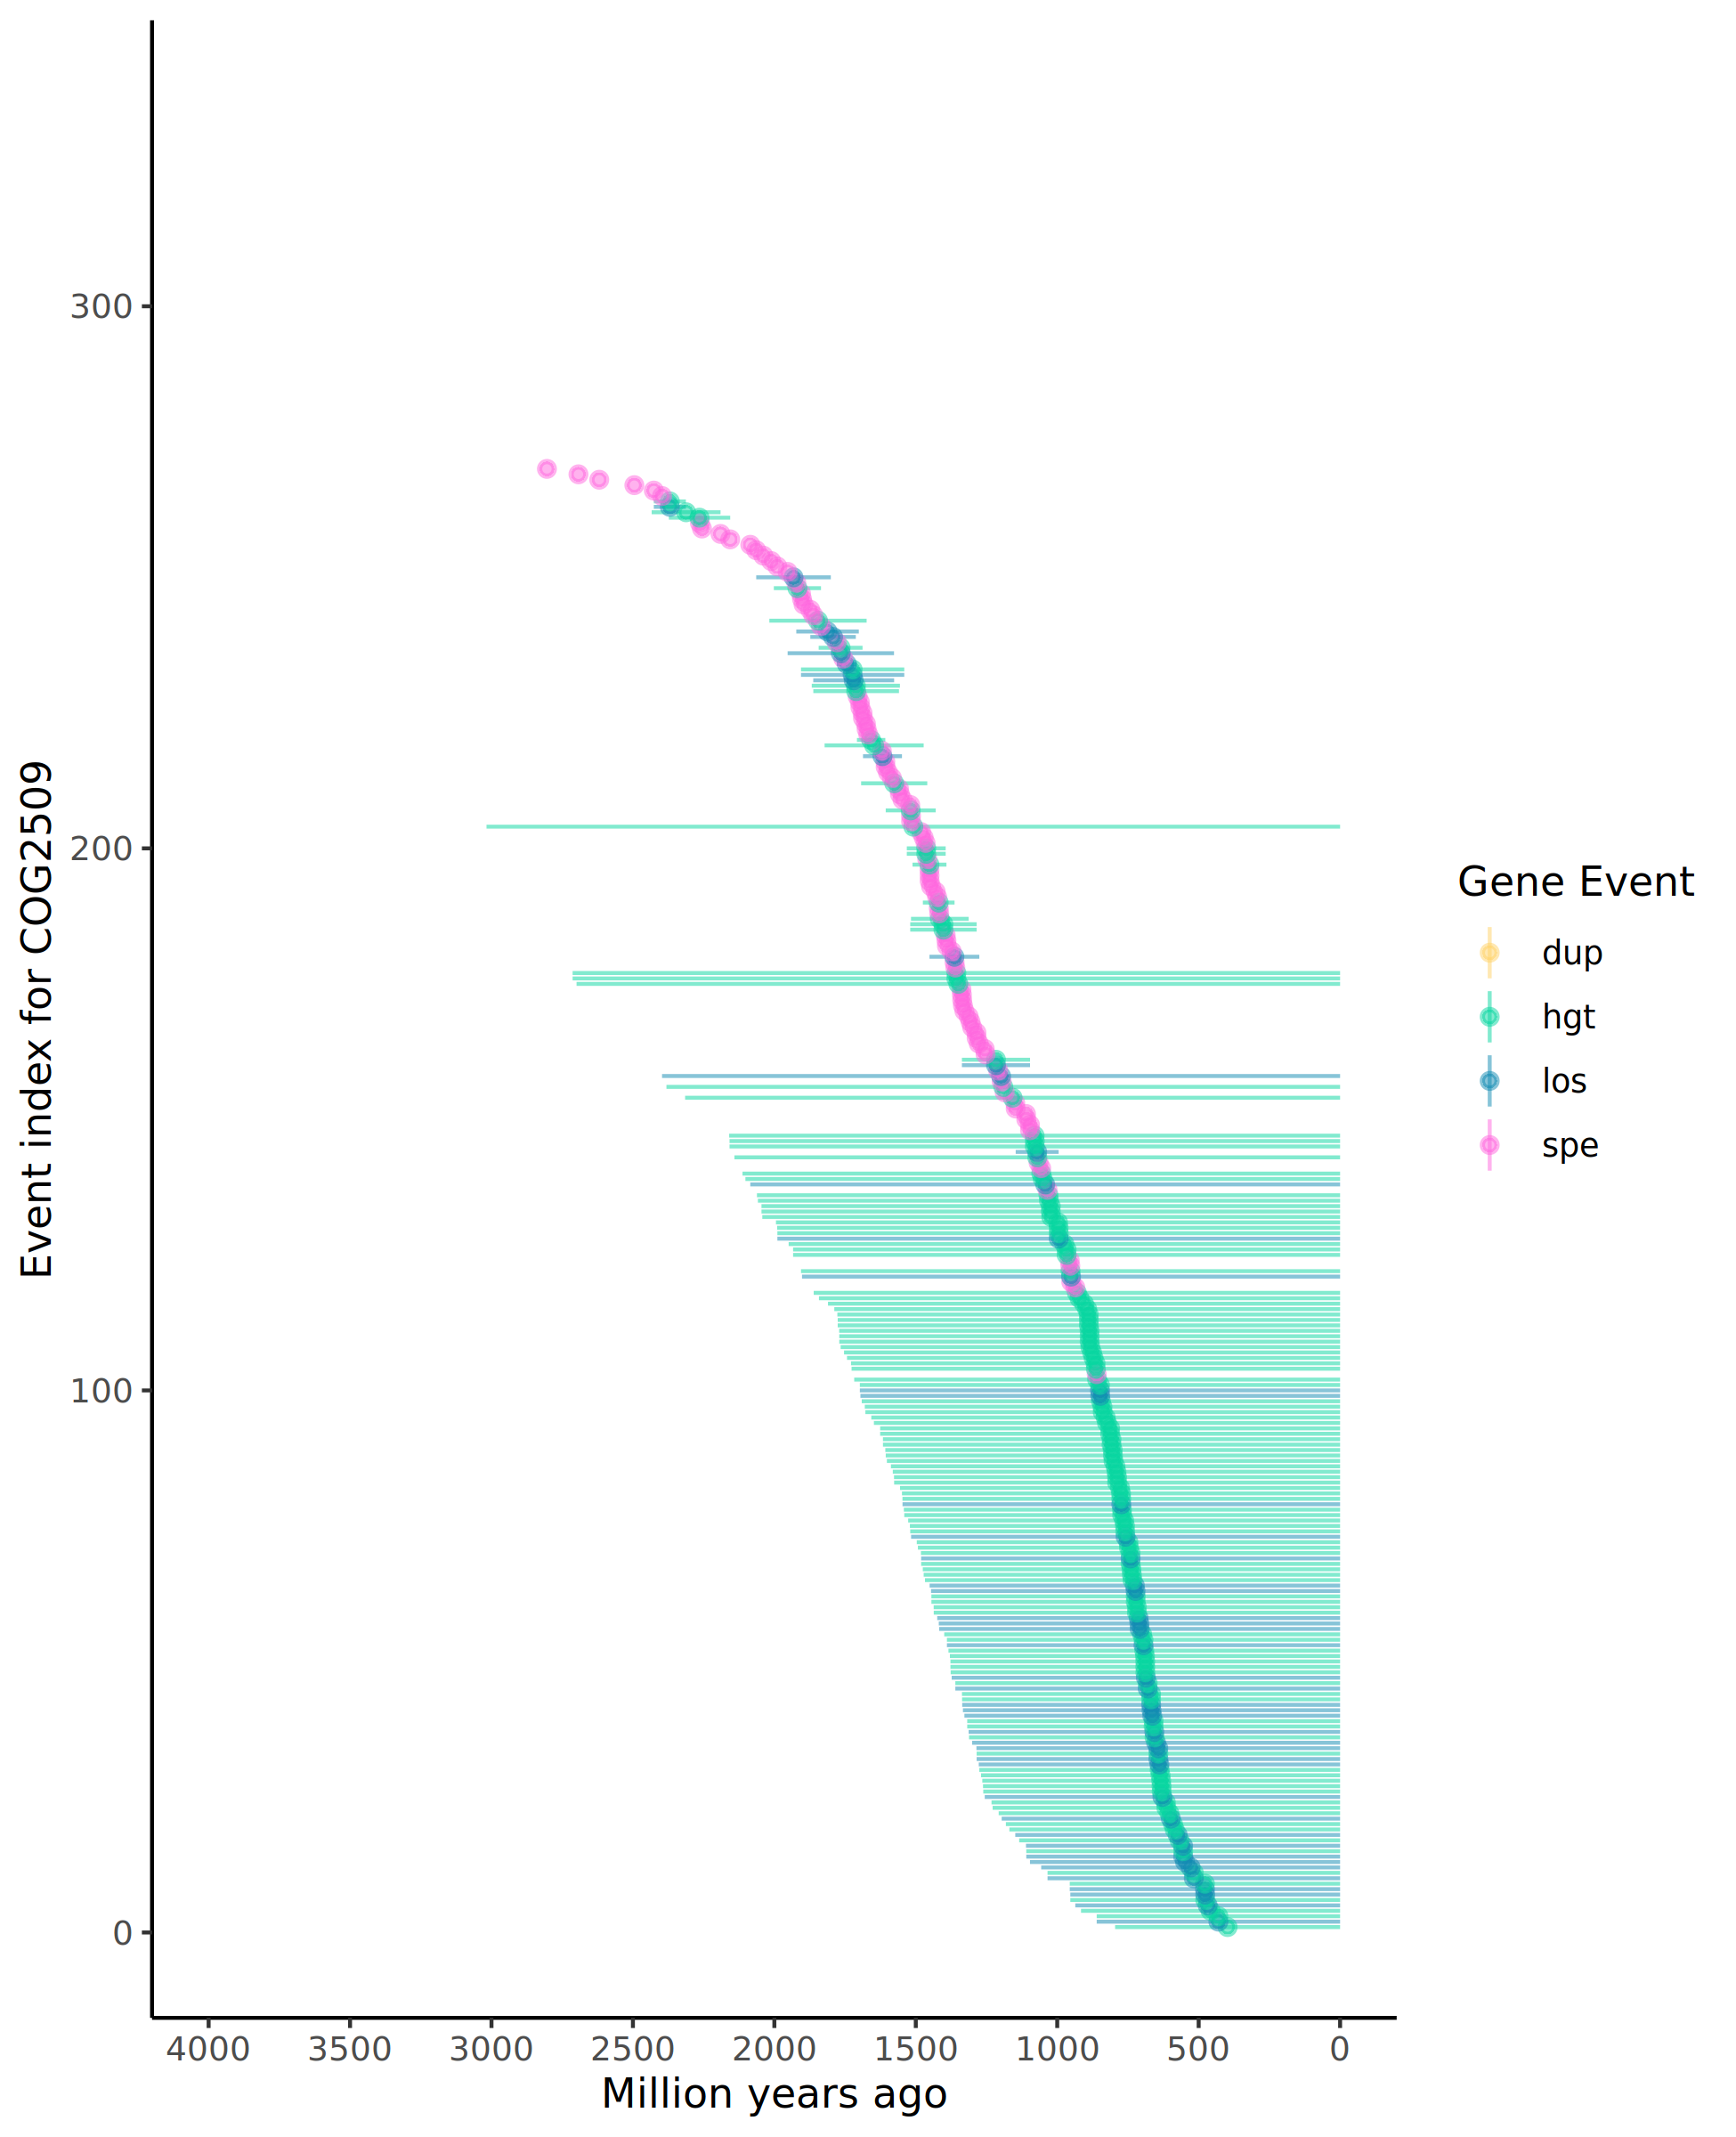 Event index for COG2509
300
200
100
0
4000 3500 3000 2500 2000 1500 1000 500 0
Million years ago
Gene Event
dup
hgt
los
spe